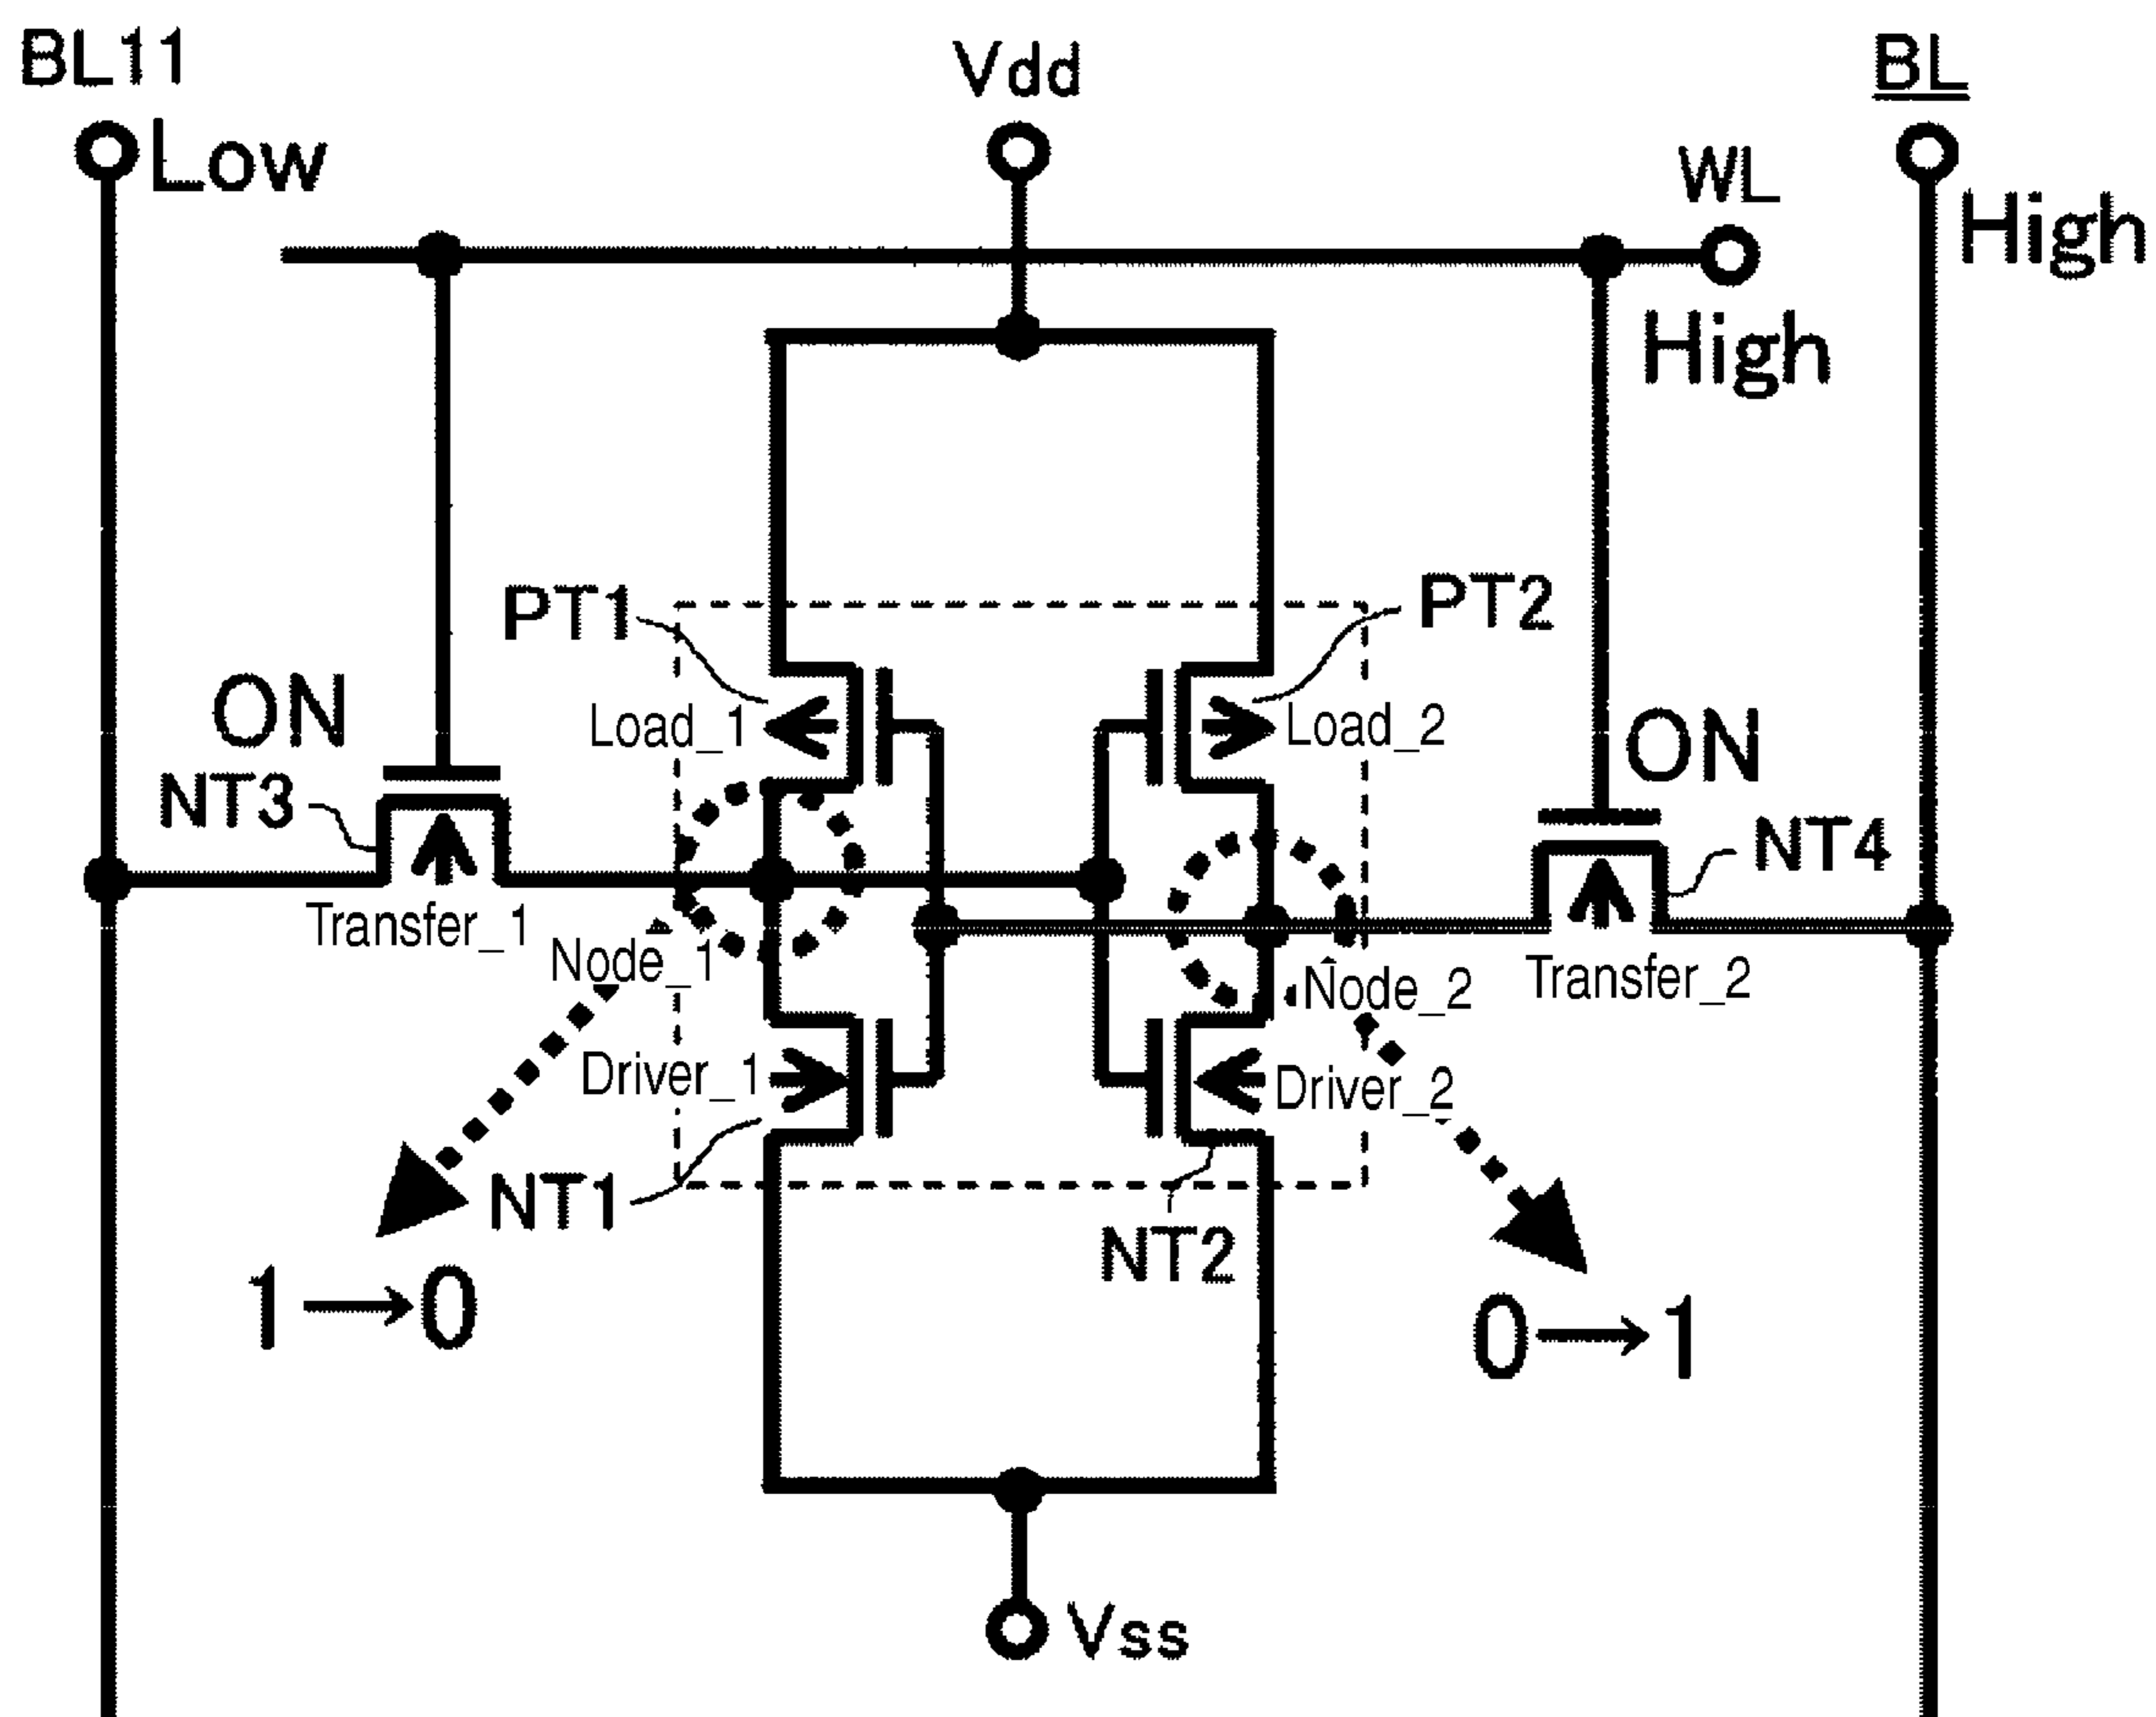 BL11
Vdd
BL
Low
WL
High
High
PT1
PT2
ON
Load_1
Load_2
ON
NT3
NT4
Transfer_1
Node_1
Node_2
Transfer_2
Driver_1
Driver_2
NT1
NT2
1→0
0→1
Vss